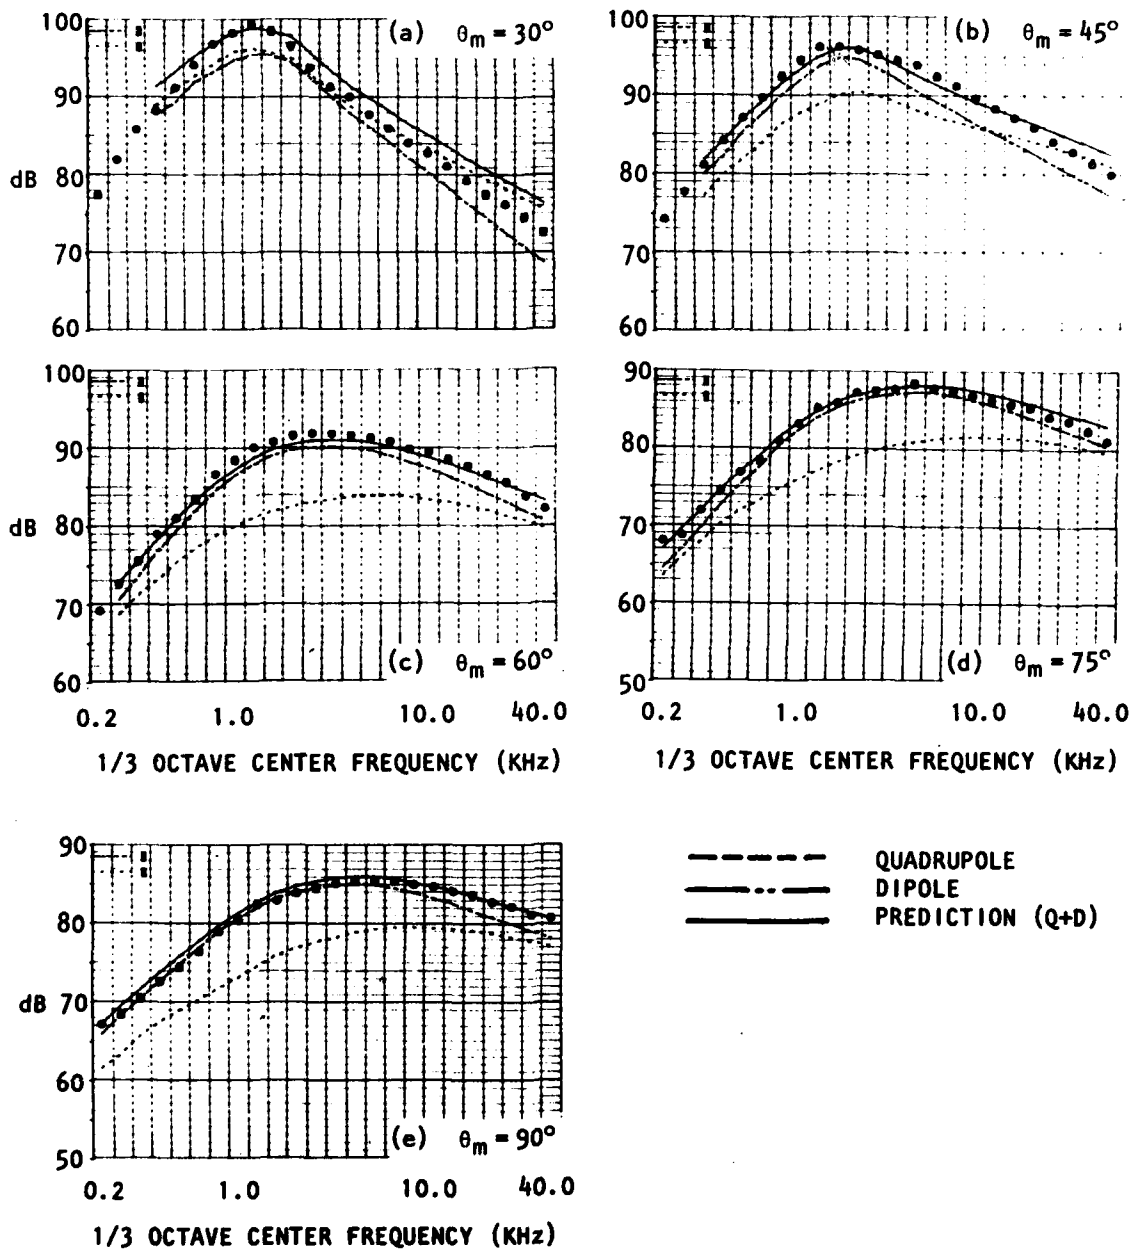 (a) θm = 30°
100
90
dB 80
70
60
(b) θm = 45°
100
90
80
70
60
100
90
dB 80
70
60
(c) θm = 60°
0.2 1.0 10.0 40.0
1/3 OCTAVE CENTER FREQUENCY (KHz)
90
80
70
60
50
(d) θm = 75°
0.2 1.0 10.0 40.0
1/3 OCTAVE CENTER FREQUENCY (KHz)
90
80
dB 70
60
50
(e) θm = 90°
0.2 1.0 10.0 40.0
1/3 OCTAVE CENTER FREQUENCY (KHz)
QUADRUPOLE
DIPOLE
PREDICTION (Q+D)